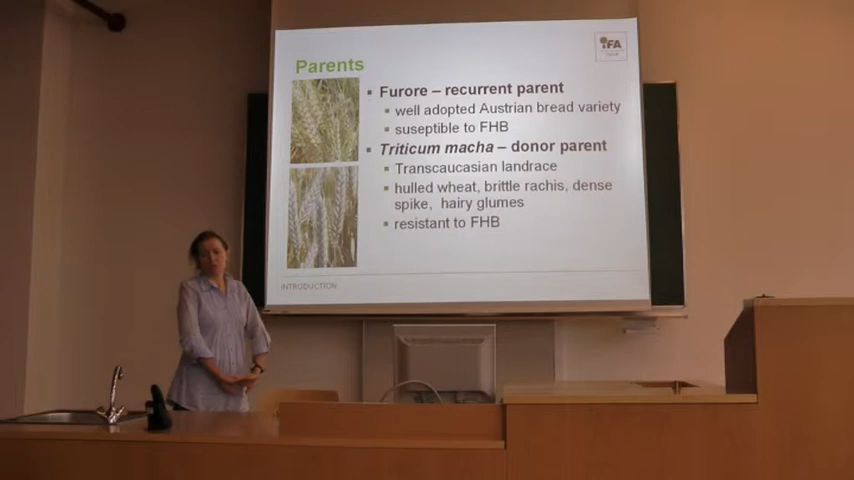 Parents
iFA
Furore – recurrent parent
well adopted Austrian bread variety
suseptible to FHB
Triticum macha – donor parent
Transcaucasian landrace
hulled wheat, brittle rachis, dense
spike, hairy glumes
resistant to FHB
INTRODUCTION